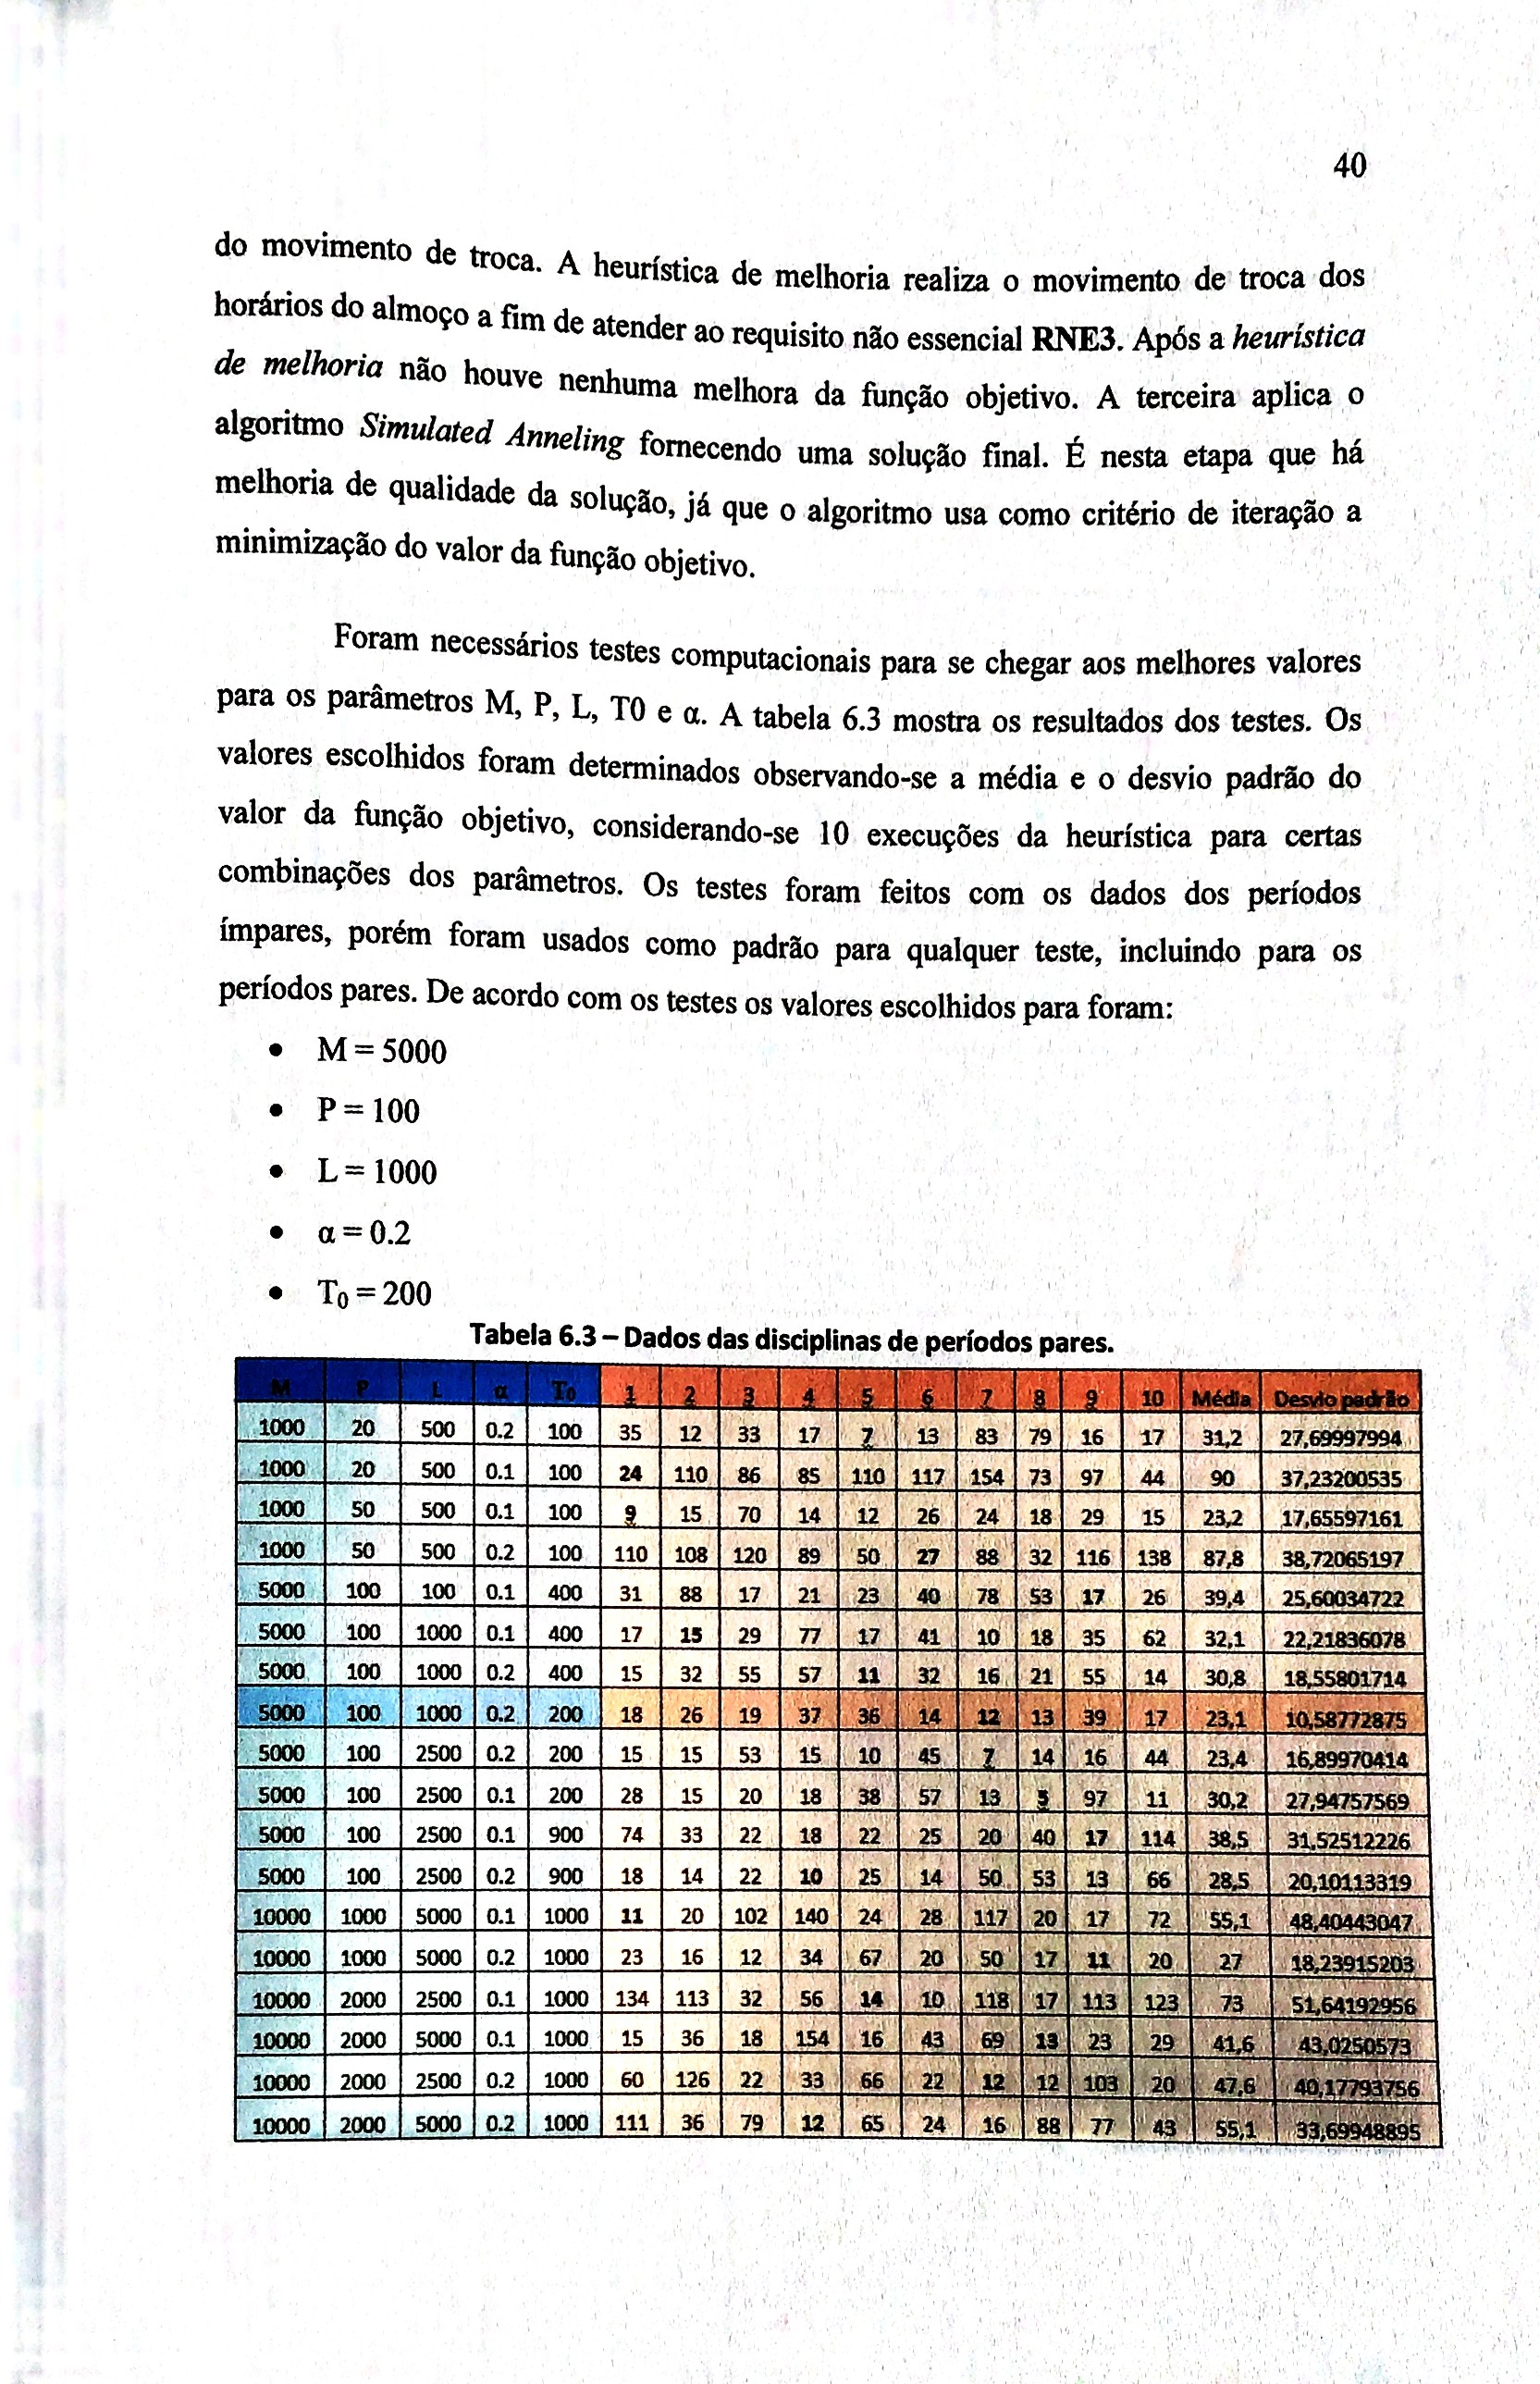 40
do movimento de troca. A heurística de melhoria realiza o movimento de troca dos
horários do almoço a fim de atender ao requisito não essencial RNE3. Após a heurística
de melhoria não houve nenhuma melhora da função objetivo. A terceira aplica o
algoritmo Simulated Anneling fornecendo uma solução final. É nesta etapa que há
melhoria de qualidade da solução, já que o algoritmo usa como critério de iteração a
minimização do valor da função objetivo.
Foram necessários testes computacionais para se chegar aos melhores valores
para os parâmetros M, P, L, T0 e α. A tabela 6.3 mostra os resultados dos testes. Os
valores escolhidos foram determinados observando-se a média e o desvio padrão do
valor da função objetivo, considerando-se 10 execuções da heurística para certas
combinações dos parâmetros. Os testes foram feitos com os dados dos períodos
ímpares, porém foram usados como padrão para qualquer teste, incluindo para os
períodos pares. De acordo com os testes os valores escolhidos para foram:
• M = 5000
• P = 100
• L = 1000
• α = 0.2
• T0 = 200
Tabela 6.3 – Dados das disciplinas de períodos pares.
M P L α T0 1 2 3 4 5 6 7 8 9 10 Média Desvio padrão
1000 20 500 0.2 100 35 12 33 17 7 13 83 79 16 17 31,2 27,69997994
1000 20 500 0.1 100 24 110 86 85 110 117 154 73 97 44 90 37,23200535
1000 50 500 0.1 100 9 15 70 14 12 26 24 18 29 15 23,2 17,65597161
1000 50 500 0.2 100 110 108 120 89 50 27 88 32 116 138 87,8 38,72065197
5000 100 100 0.1 400 31 88 17 21 23 40 78 53 17 26 39,4 25,60034722
5000 100 1000 0.1 400 17 15 29 77 17 41 10 18 35 62 32,1 22,21836078
5000 100 1000 0.2 400 15 32 55 57 11 32 16 21 55 14 30,8 18,55801714
5000 100 1000 0.2 200 18 26 19 37 36 14 12 13 39 17 23,1 10,58772875
5000 100 2500 0.2 200 15 15 53 15 10 45 7 14 16 44 23,4 16,89970414
5000 100 2500 0.1 200 28 15 20 18 38 57 13 5 97 11 30,2 27,94757569
5000 100 2500 0.1 900 74 33 22 18 22 25 20 40 17 114 38,5 31,52512226
5000 100 2500 0.2 900 18 14 22 10 25 14 50 53 13 66 28,5 20,10113319
10000 1000 5000 0.1 1000 11 20 102 140 24 28 117 20 17 72 55,1 48,40443047
10000 1000 5000 0.2 1000 23 16 12 34 67 20 50 17 11 20 27 18,23915203
10000 2000 2500 0.1 1000 134 113 32 56 14 10 118 17 113 123 73 51,64192956
10000 2000 5000 0.1 1000 15 36 18 154 16 43 69 13 23 29 41,6 43,0250573
10000 2000 2500 0.2 1000 60 126 22 33 66 22 12 12 103 20 47,6 40,17793756
10000 2000 5000 0.2 1000 111 36 79 12 65 24 16 88 77 43 55,1 33,69948895